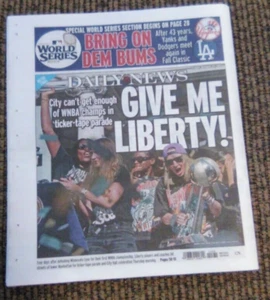 SPECIAL WORLD SERIES SECTION BEGINS ON PAGE 28
WORLD
SERIES
BRING ON
DEM BUMS
After 43 years,
Yanks and
Dodgers meet
again in
Fall Classic
LA
DAILY NEWS
City can't get enough
of WNBA champs in
ticker-tape parade
GIVE ME
LIBERTY!